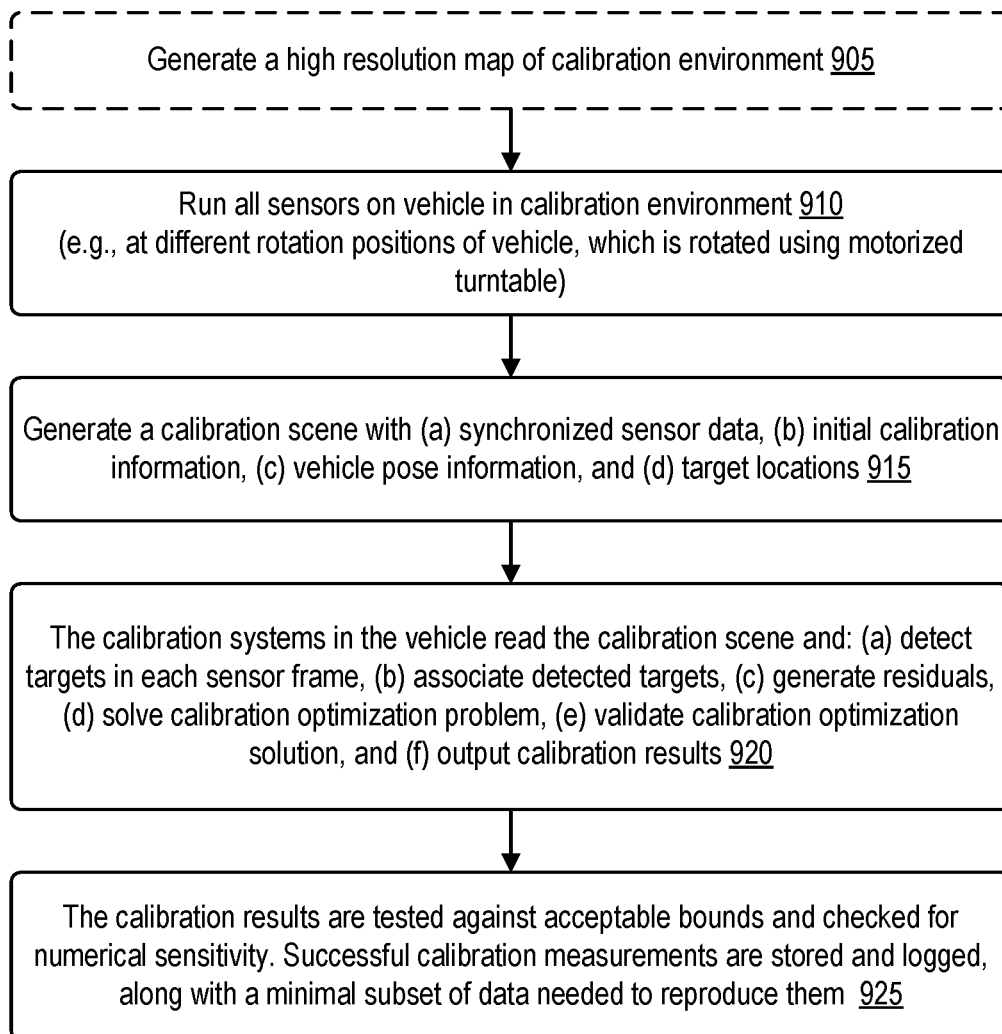 Generate a high resolution map of calibration environment 905
Run all sensors on vehicle in calibration environment 910
(e.g., at different rotation positions of vehicle, which is rotated using motorized
turntable)
Generate a calibration scene with (a) synchronized sensor data, (b) initial calibration
information, (c) vehicle pose information, and (d) target locations 915
The calibration systems in the vehicle read the calibration scene and: (a) detect
targets in each sensor frame, (b) associate detected targets, (c) generate residuals,
(d) solve calibration optimization problem, (e) validate calibration optimization
solution, and (f) output calibration results 920
The calibration results are tested against acceptable bounds and checked for
numerical sensitivity. Successful calibration measurements are stored and logged,
along with a minimal subset of data needed to reproduce them 925